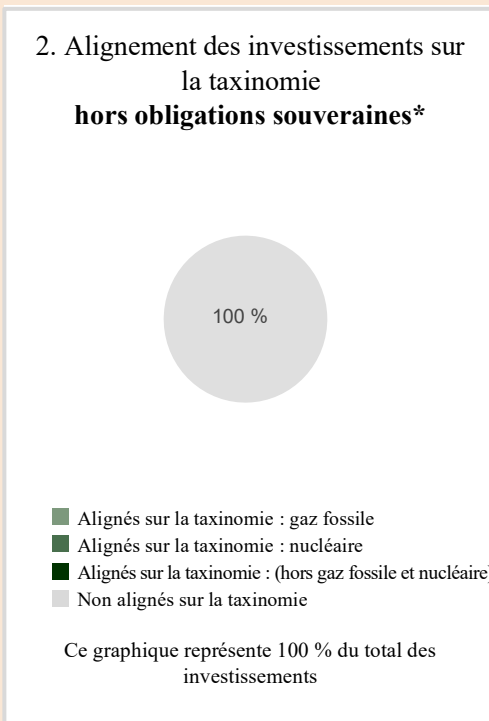 2. Alignement des investissements sur
la taxinomie
hors obligations souveraines*
100 %
Alignés sur la taxinomie : gaz fossile
Alignés sur la taxinomie : nucléaire
Alignés sur la taxinomie : (hors gaz fossile et nucléaire)
Non alignés sur la taxinomie
Ce graphique représente 100 % du total des
investissements